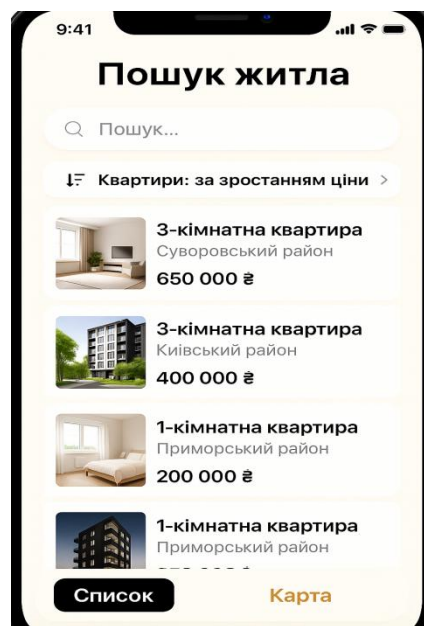 9:41
Пошук житла
Пошук...
Квартири: за зростанням ціни >
3-кімнатна квартира
Суворовський район
650 000 ₴
3-кімнатна квартира
Київський район
400 000 ₴
1-кімнатна квартира
Приморський район
200 000 ₴
1-кімнатна квартира
Приморський район
Список
Карта